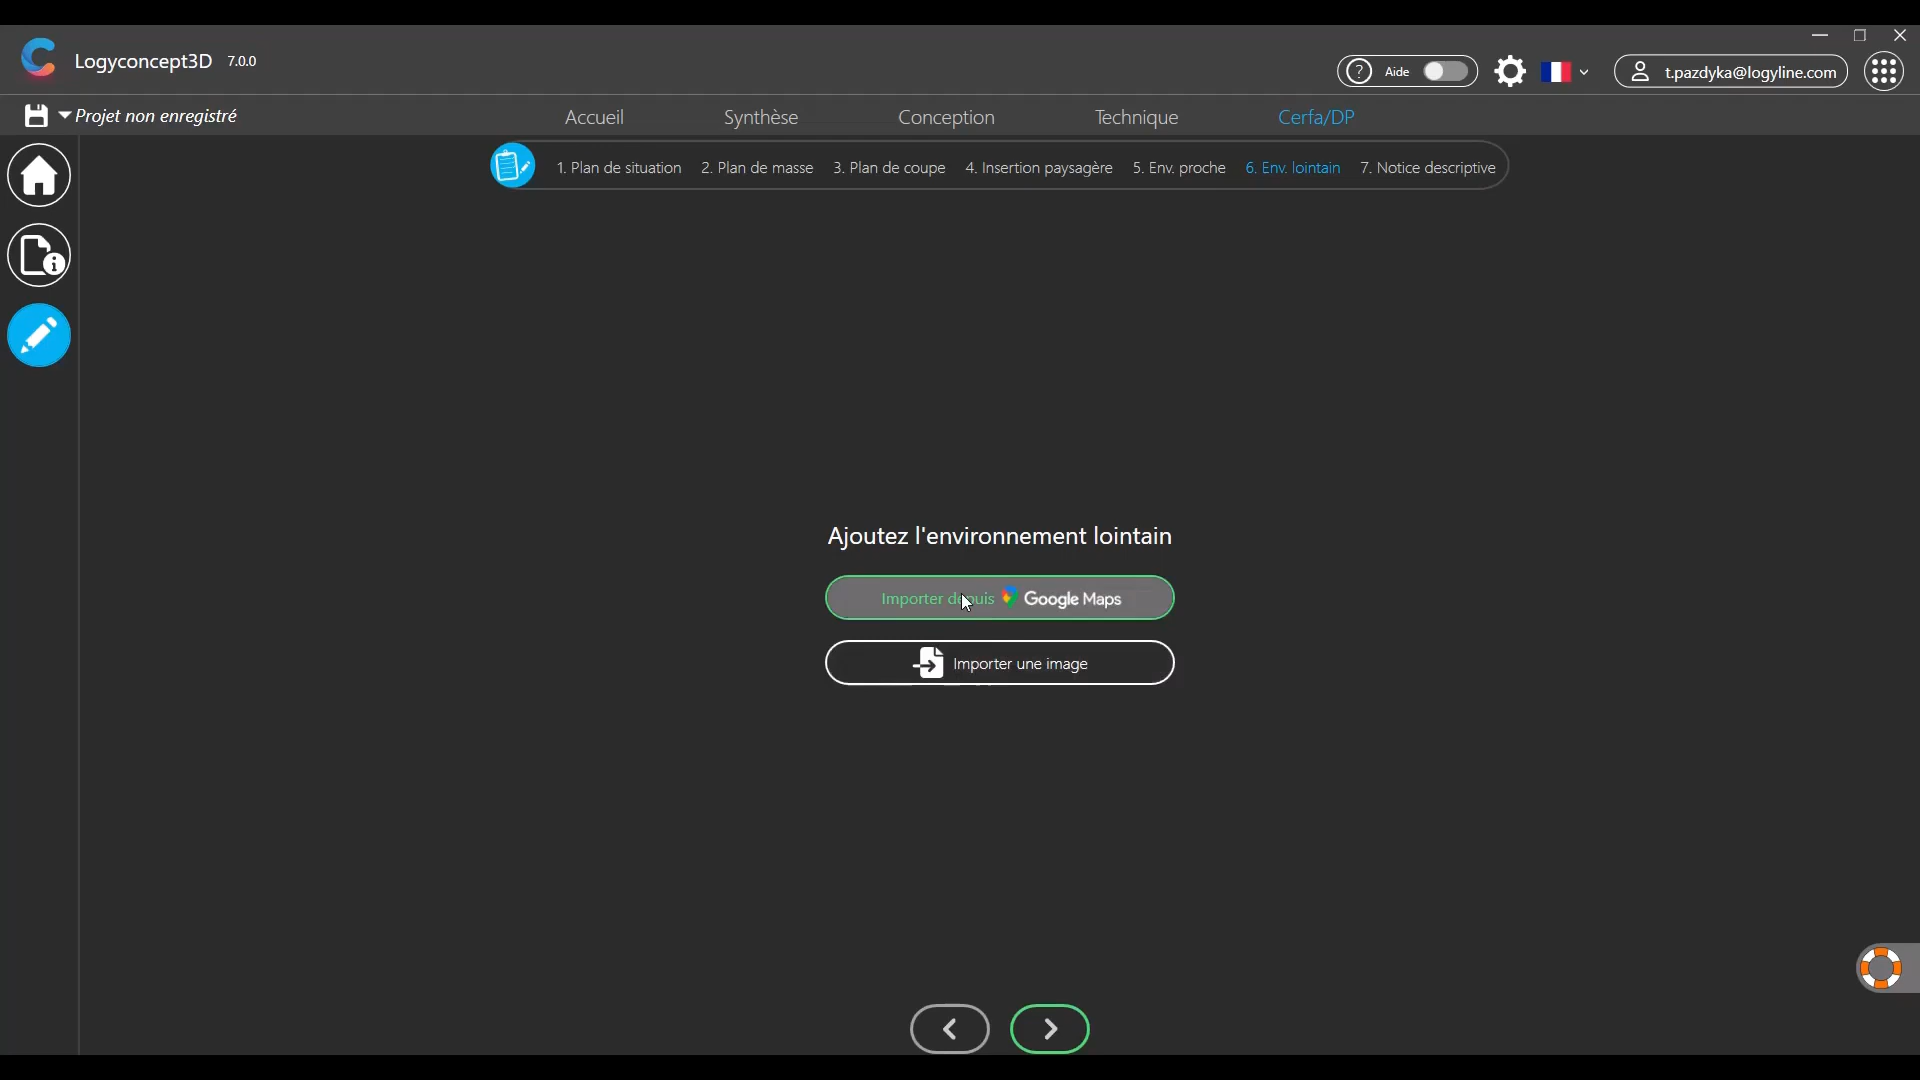 Logyconcept3D 7.0.0
? Aide
t.pazdyka@logyline.com
Projet non enregistré
Accueil
Synthèse
Conception
Technique
Cerfa/DP
1. Plan de situation
2. Plan de masse
3. Plan de coupe
4. Insertion paysagère
5. Env. proche
6. Env. lointain
7. Notice descriptive
Ajoutez l'environnement lointain
Importer depuis Google Maps
Importer une image